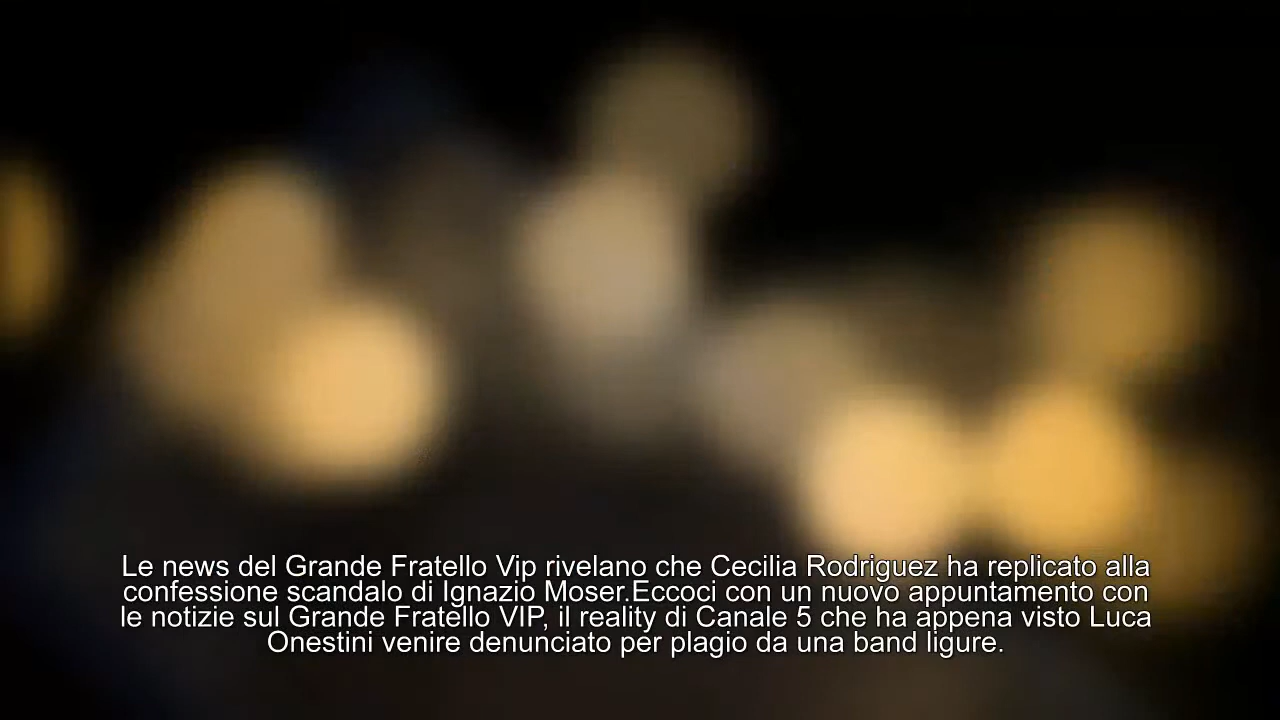 Le news del Grande Fratello Vip rivelano che Cecilia Rodriguez ha replicato alla
confessione scandalo di Ignazio Moser.Eccoci con un nuovo appuntamento con
le notizie sul Grande Fratello VIP, il reality di Canale 5 che ha appena visto Luca
Onestini venire denunciato per plagio da una band ligure.